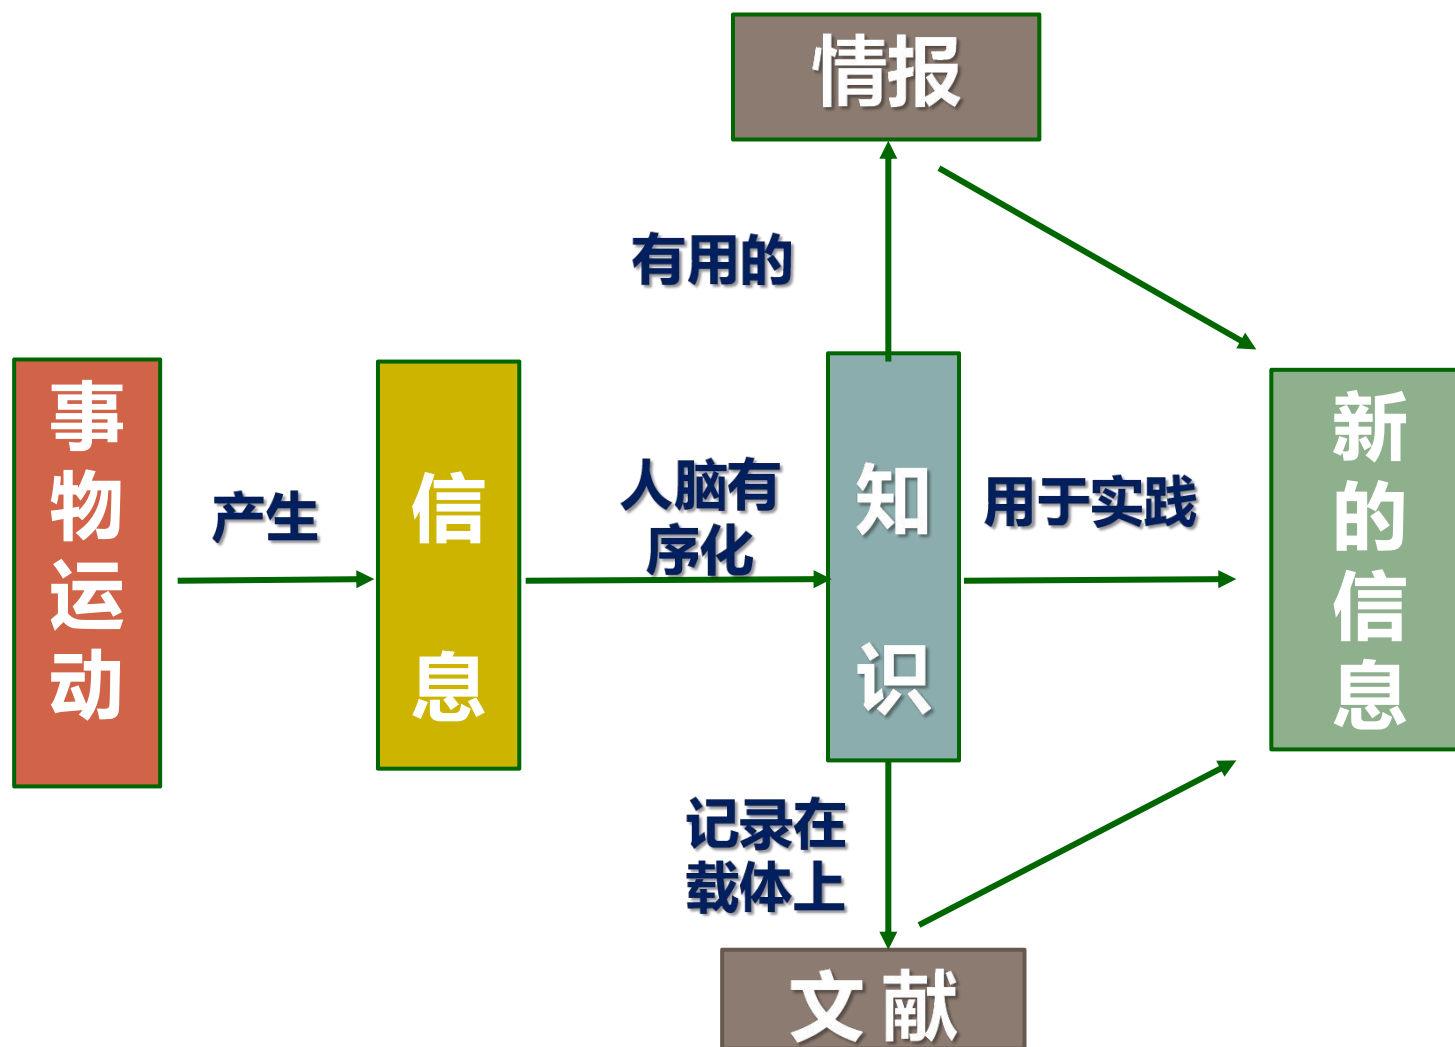 情报
有用的
事物运动
产生
信息
人脑有
序化
知识
用于实践
新的信息
记录在
载体上
文献